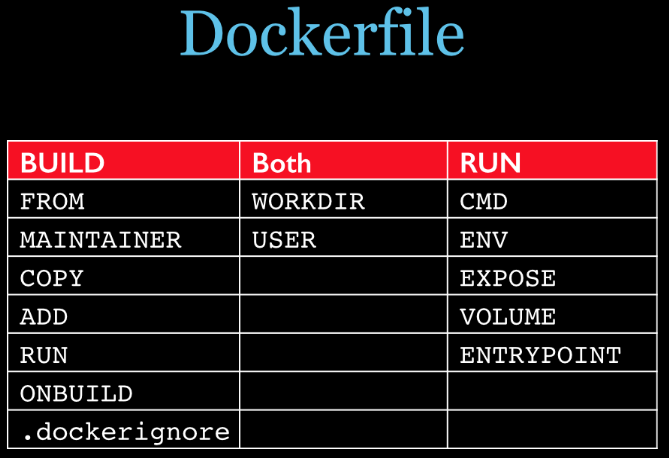 Dockerfile
BUILD Both RUN
FROM WORKDIR CMD
MAINTAINER USER ENV
COPY EXPOSE
ADD VOLUME
RUN ENTRYPOINT
ONBUILD
.dockerignore